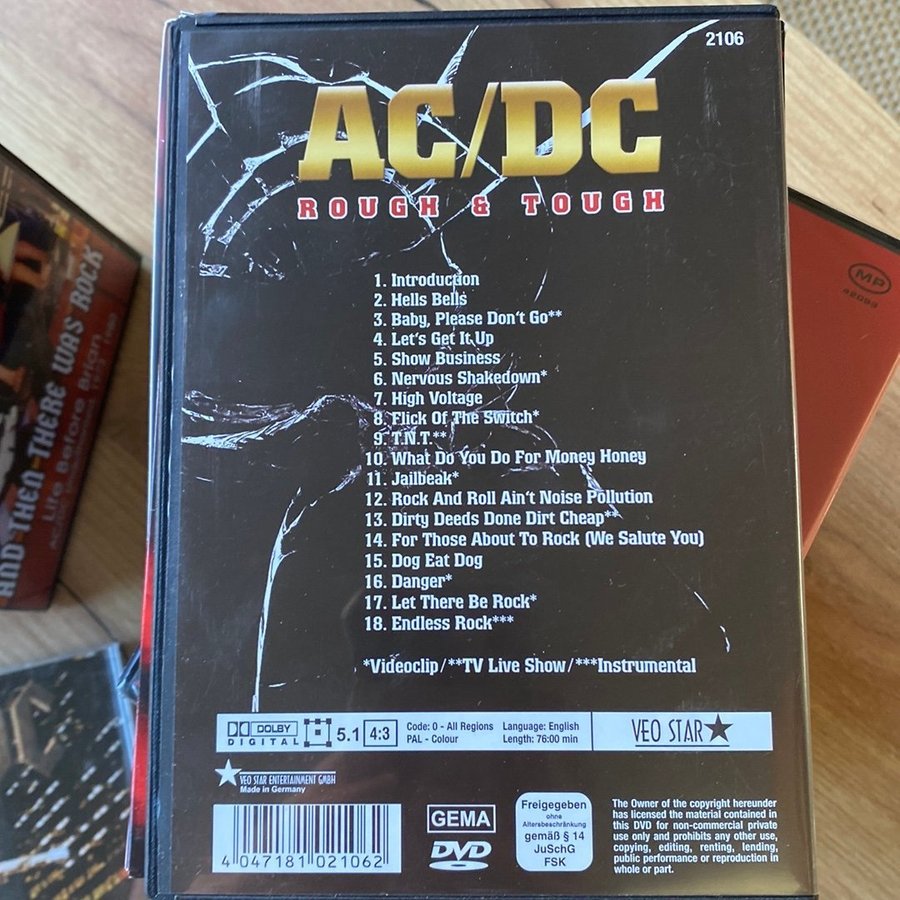 2106
AC/DC
ROUGH & TOUGH
1. Introduction
2. Hells Bells
3. Baby, Please Don't Go**
4. Let's Get It Up
5. Show Business
6. Nervous Shakedown*
7. High Voltage
8. Flick Of The Switch*
9. T.N.T.**
10. What Do You Do For Money Honey
11. Jailbeak*
12. Rock And Roll Ain't Noise Pollution
13. Dirty Deeds Done Dirt Cheap**
14. For Those About To Rock (We Salute You)
15. Dog Eat Dog
16. Danger*
17. Let There Be Rock*
18. Endless Rock***
*Videoclip/**TV Live Show/***Instrumental
DOLBY
DIGITAL
5.1
4:3
Code: 0 - All Regions
PAL - Colour
Language: English
Length: 76:00 min
VEO STAR
VEO STAR ENTERTAINMENT GMBH
Made in Germany
4 047181 021062
GEMA
DVD
Freigegeben
ohne
Altersbeschränkung
gemäß § 14
JuSchG
FSK
The Owner of the copyright hereunder
has licensed the material contained in
this DVD for non-commercial private
use only and prohibits any other use,
copying, editing, renting, lending,
public performance or reproduction in
whole or part.
AND THEN THERE WAS ROCK
Life Before Brian
MP